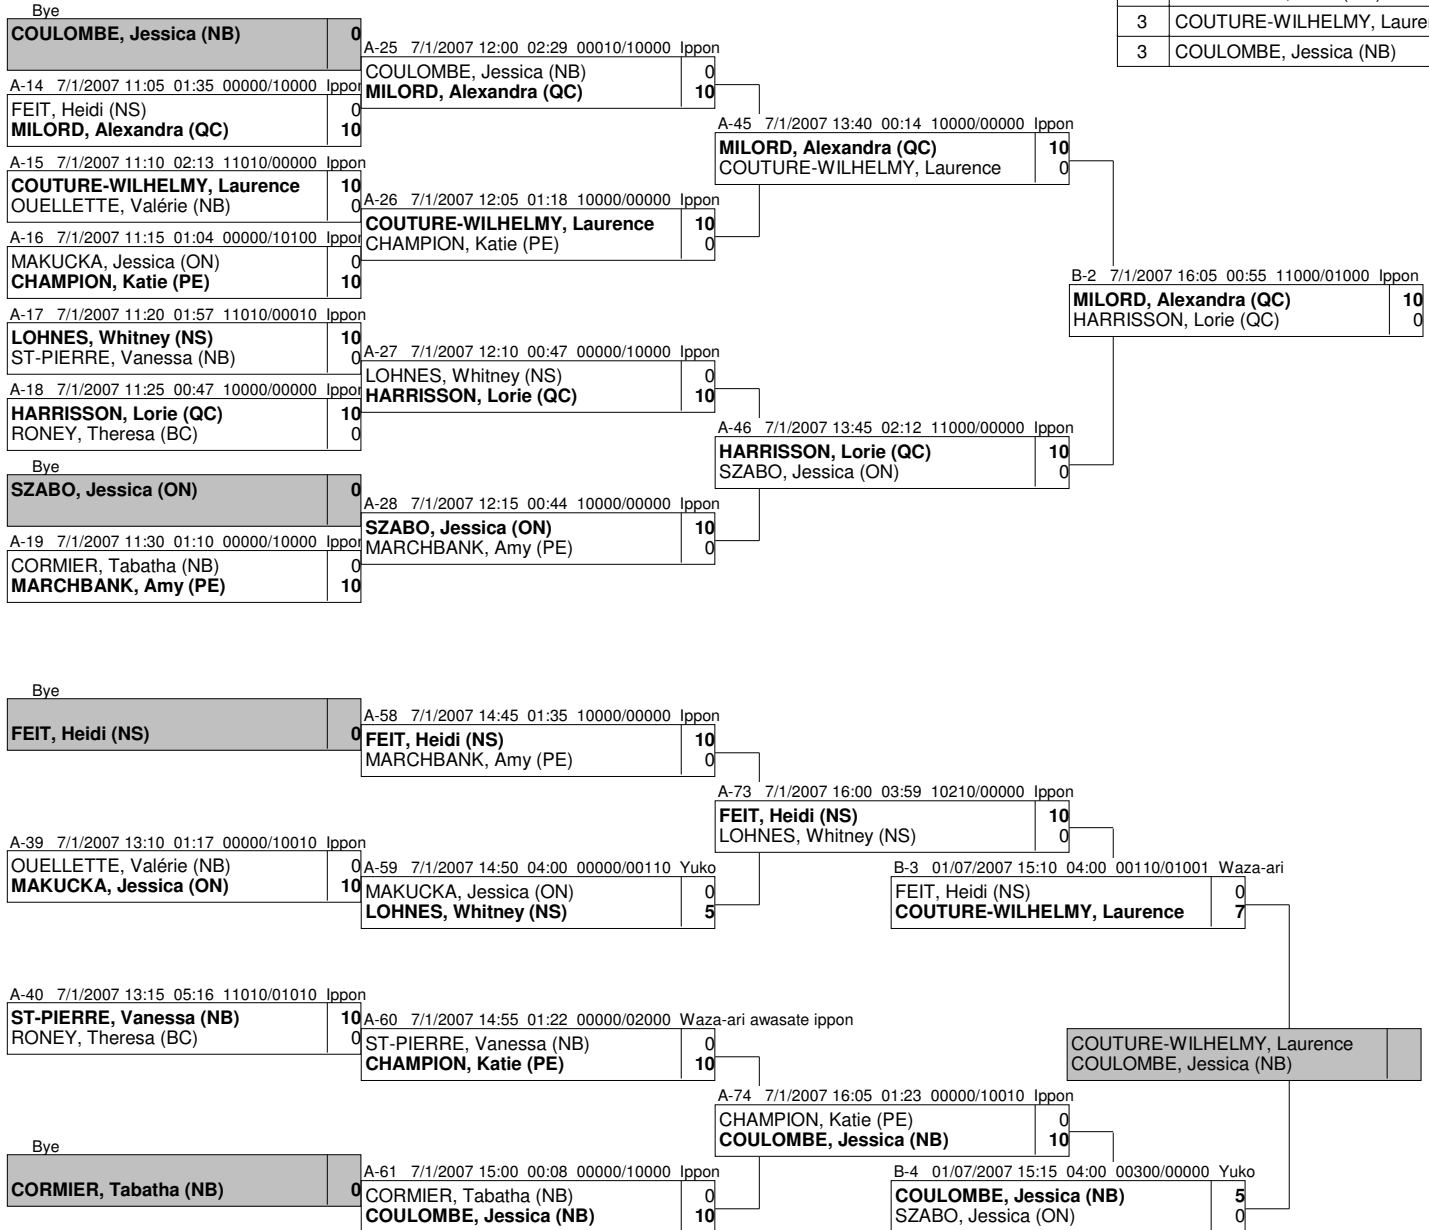 Bye
COULOMBE, Jessica (NB) 0
A-14 7/1/2007 11:05 01:35 00000/10000 Ippon
FEIT, Heidi (NS) 0
MILORD, Alexandra (QC) 10
A-15 7/1/2007 11:10 02:13 11010/00000 Ippon
COUTURE-WILHELMY, Laurence 10
OUELLETTE, Valérie (NB) 0
A-16 7/1/2007 11:15 01:04 00000/10100 Ippon
MAKUCKA, Jessica (ON) 0
CHAMPION, Katie (PE) 10
A-17 7/1/2007 11:20 01:57 11010/00010 Ippon
LOHNES, Whitney (NS) 10
ST-PIERRE, Vanessa (NB) 0
A-18 7/1/2007 11:25 00:47 10000/00000 Ippon
HARRISSON, Lorie (QC) 10
RONEY, Theresa (BC) 0
Bye
SZABO, Jessica (ON) 0
A-19 7/1/2007 11:30 01:10 00000/10000 Ippon
CORMIER, Tabatha (NB) 0
MARCHBANK, Amy (PE) 10
A-25 7/1/2007 12:00 02:29 00010/10000 Ippon
COULOMBE, Jessica (NB) 0
MILORD, Alexandra (QC) 10
A-26 7/1/2007 12:05 01:18 10000/00000 Ippon
COUTURE-WILHELMY, Laurence 10
CHAMPION, Katie (PE) 0
A-27 7/1/2007 12:10 00:47 00000/10000 Ippon
LOHNES, Whitney (NS) 0
HARRISSON, Lorie (QC) 10
A-28 7/1/2007 12:15 00:44 10000/00000 Ippon
SZABO, Jessica (ON) 10
MARCHBANK, Amy (PE) 0
A-45 7/1/2007 13:40 00:14 10000/00000 Ippon
MILORD, Alexandra (QC) 10
COUTURE-WILHELMY, Laurence 0
A-46 7/1/2007 13:45 02:12 11000/00000 Ippon
HARRISSON, Lorie (QC) 10
SZABO, Jessica (ON) 0
3 COUTURE-WILHELMY,
3 COULOMBE, Jessica (NB)
B-2 7/1/2007 16:05 00:55 11000/01000 Ippon
MILORD, Alexandra (QC) 10
HARRISSON, Lorie (QC) 0
Bye
FEIT, Heidi (NS) 0
A-39 7/1/2007 13:10 01:17 00000/10010 Ippon
OUELLETTE, Valérie (NB) 0
MAKUCKA, Jessica (ON) 10
A-40 7/1/2007 13:15 05:16 11010/01010 Ippon
ST-PIERRE, Vanessa (NB) 10
RONEY, Theresa (BC) 0
Bye
CORMIER, Tabatha (NB) 0
A-58 7/1/2007 14:45 01:35 10000/00000 Ippon
FEIT, Heidi (NS) 10
MARCHBANK, Amy (PE) 0
A-59 7/1/2007 14:50 04:00 00000/00110 Yuko
MAKUCKA, Jessica (ON) 0
LOHNES, Whitney (NS) 5
A-60 7/1/2007 14:55 01:22 00000/02000 Waza-ari awasate ippon
ST-PIERRE, Vanessa (NB) 0
CHAMPION, Katie (PE) 10
A-61 7/1/2007 15:00 00:08 00000/10000 Ippon
CORMIER, Tabatha (NB) 0
COULOMBE, Jessica (NB) 10
A-73 7/1/2007 16:00 03:59 10210/00000 Ippon
FEIT, Heidi (NS) 10
LOHNES, Whitney (NS) 0
A-74 7/1/2007 16:05 01:23 00000/10010 Ippon
CHAMPION, Katie (PE) 0
COULOMBE, Jessica (NB) 10
B-3 01/07/2007 15:10 04:00 00110/01001 Waza-ari
FEIT, Heidi (NS) 0
COUTURE-WILHELMY, Laurence 7
B-4 01/07/2007 15:15 04:00 00300/00000 Yuko
COULOMBE, Jessica (NB) 5
SZABO, Jessica (ON) 0
COUTURE-WILHELMY, Laurence
COULOMBE, Jessica (NB)